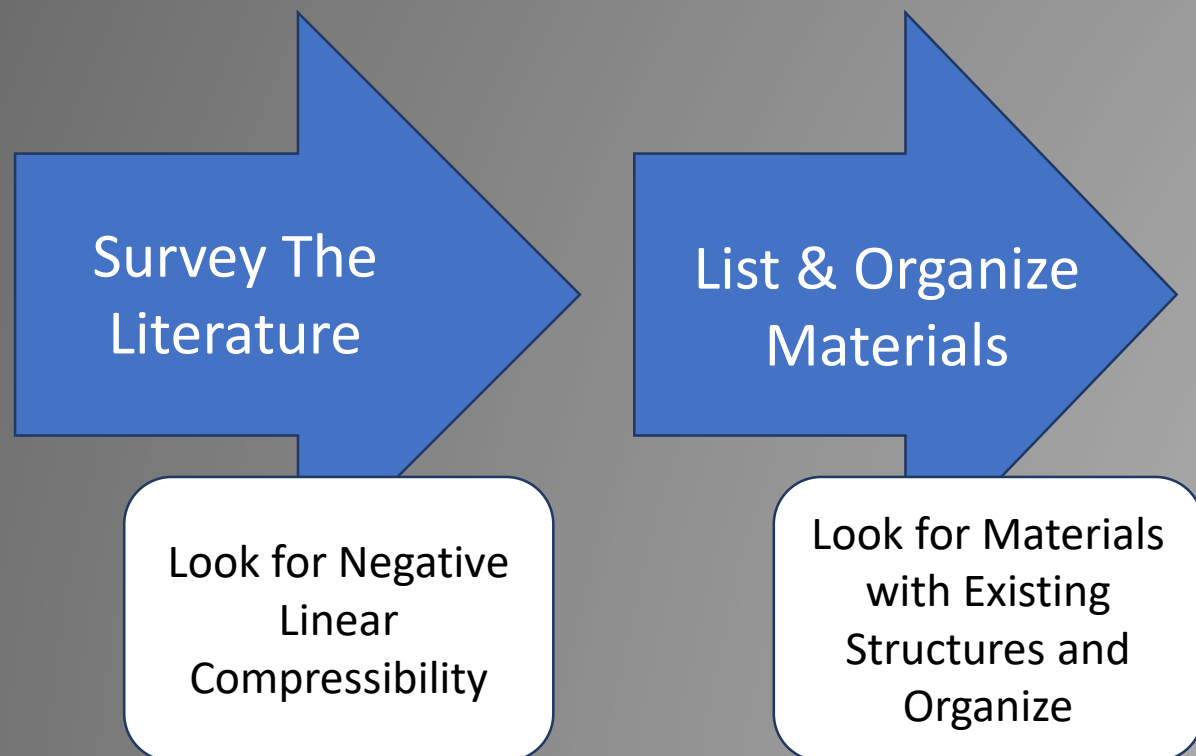 Survey The
Literature
List & Organize
Materials
Look for Negative
Linear
Compressibility
Look for Materials
with Existing
Structures and
Organize